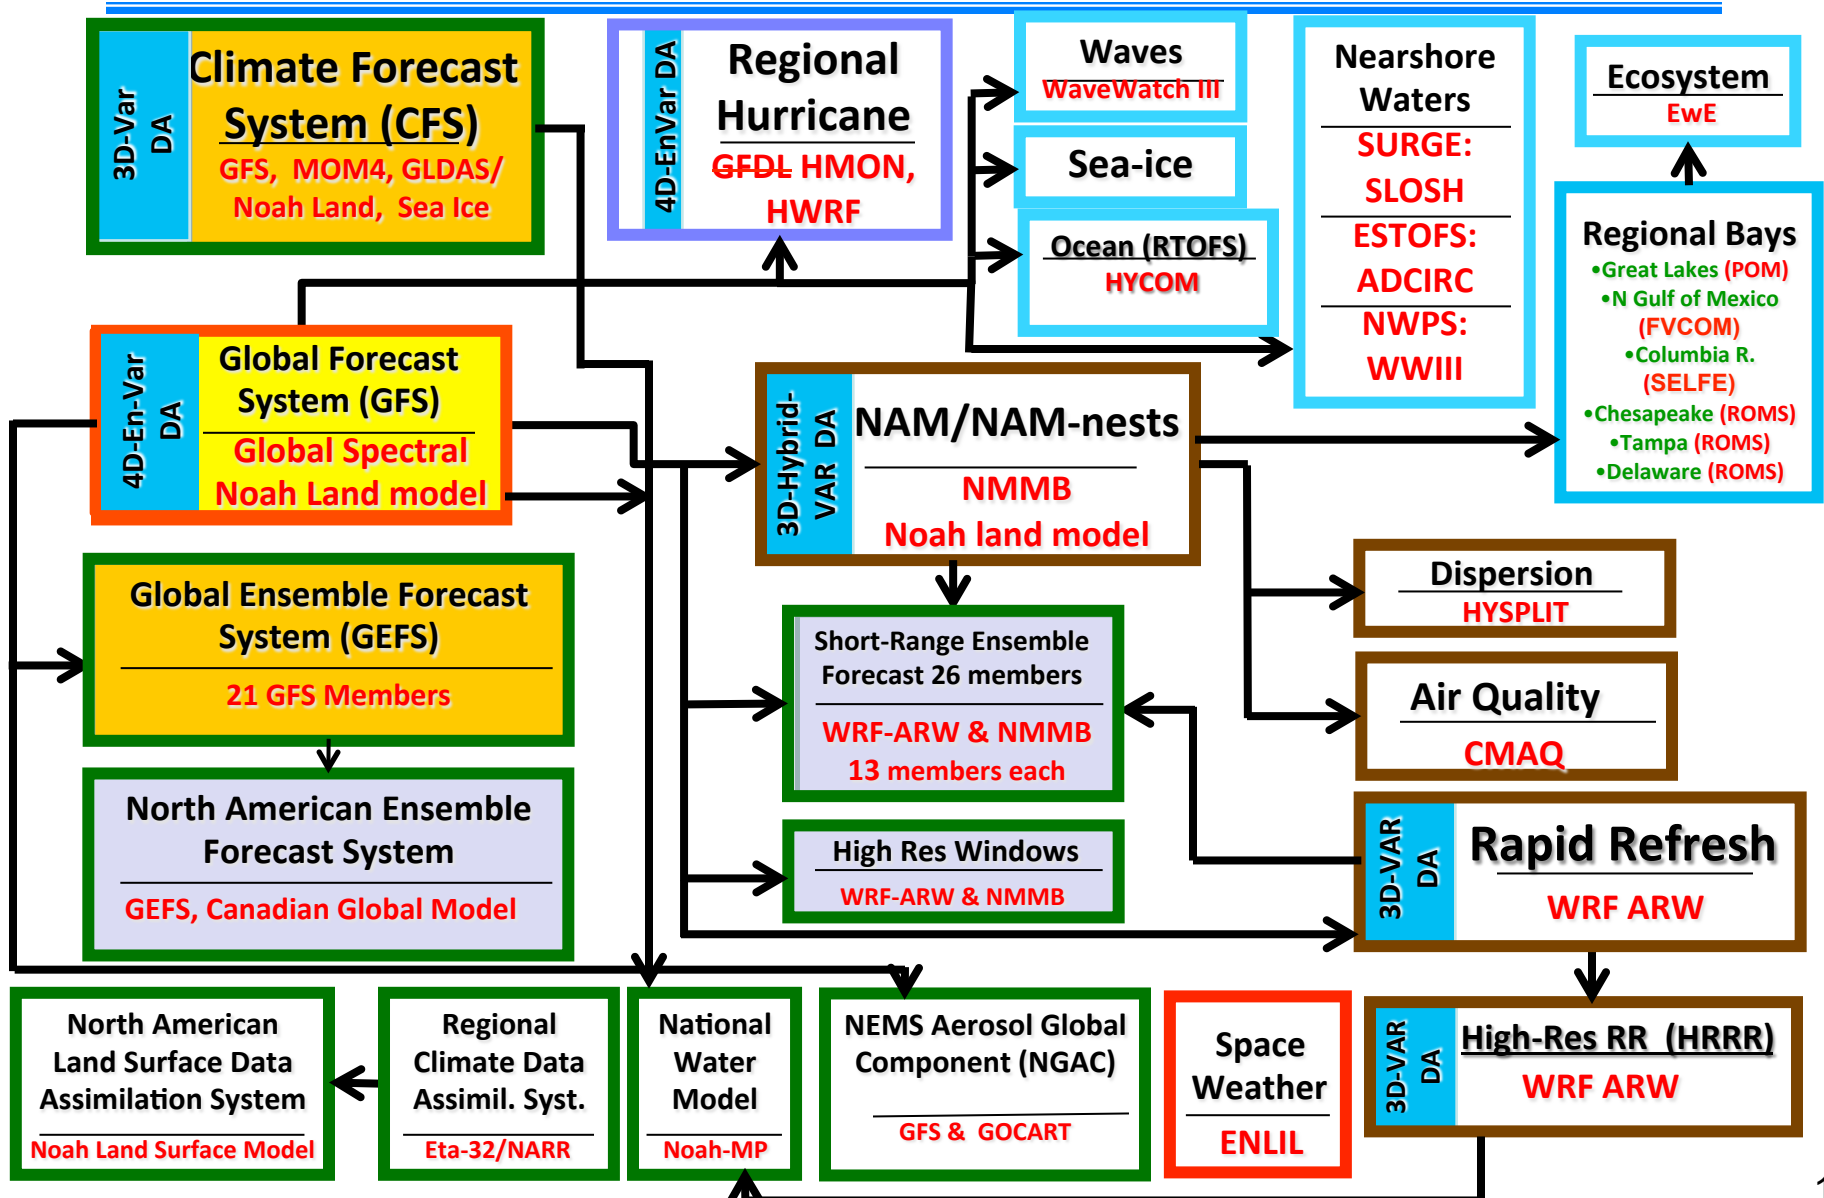 3D-Var
DA
Climate Forecast
System (CFS)
GFS, MOM4, GLDAS/
Noah Land, Sea Ice
4D-EnVar DA
Regional
Hurricane
GFDL HMON,
HWRF
Waves
WaveWatch III
Sea-ice
Ocean (RTOFS)
HYCOM
Nearshore
Waters
SURGE:
SLOSH
ESTOFS:
ADCIRC
NWPS:
WWIII
Ecosystem
EwE
Regional Bays
•Great Lakes (POM)
•N Gulf of Mexico
(FVCOM)
•Columbia R.
(SELFE)
•Chesapeake (ROMS)
•Tampa (ROMS)
•Delaware (ROMS)
4D-En-Var
DA
Global Forecast
System (GFS)
Global Spectral
Noah Land model
3D-Hybrid-
VAR DA
NAM/NAM-nests
NMMB
Noah land model
Global Ensemble Forecast
System (GEFS)
21 GFS Members
Short-Range Ensemble
Forecast 26 members
WRF-ARW & NMMB
13 members each
Dispersion
HYSPLIT
Air Quality
CMAQ
North American Ensemble
Forecast System
GEFS, Canadian Global Model
High Res Windows
WRF-ARW & NMMB
3D-VAR
DA
Rapid Refresh
WRF ARW
North American
Land Surface Data
Assimilation System
Noah Land Surface Model
Regional
Climate Data
Assimil. Syst.
Eta-32/NARR
National
Water
Model
Noah-MP
NEMS Aerosol Global
Component (NGAC)
GFS & GOCART
Space
Weather
ENLIL
3D-VAR
DA
High-Res RR (HRRR)
WRF ARW